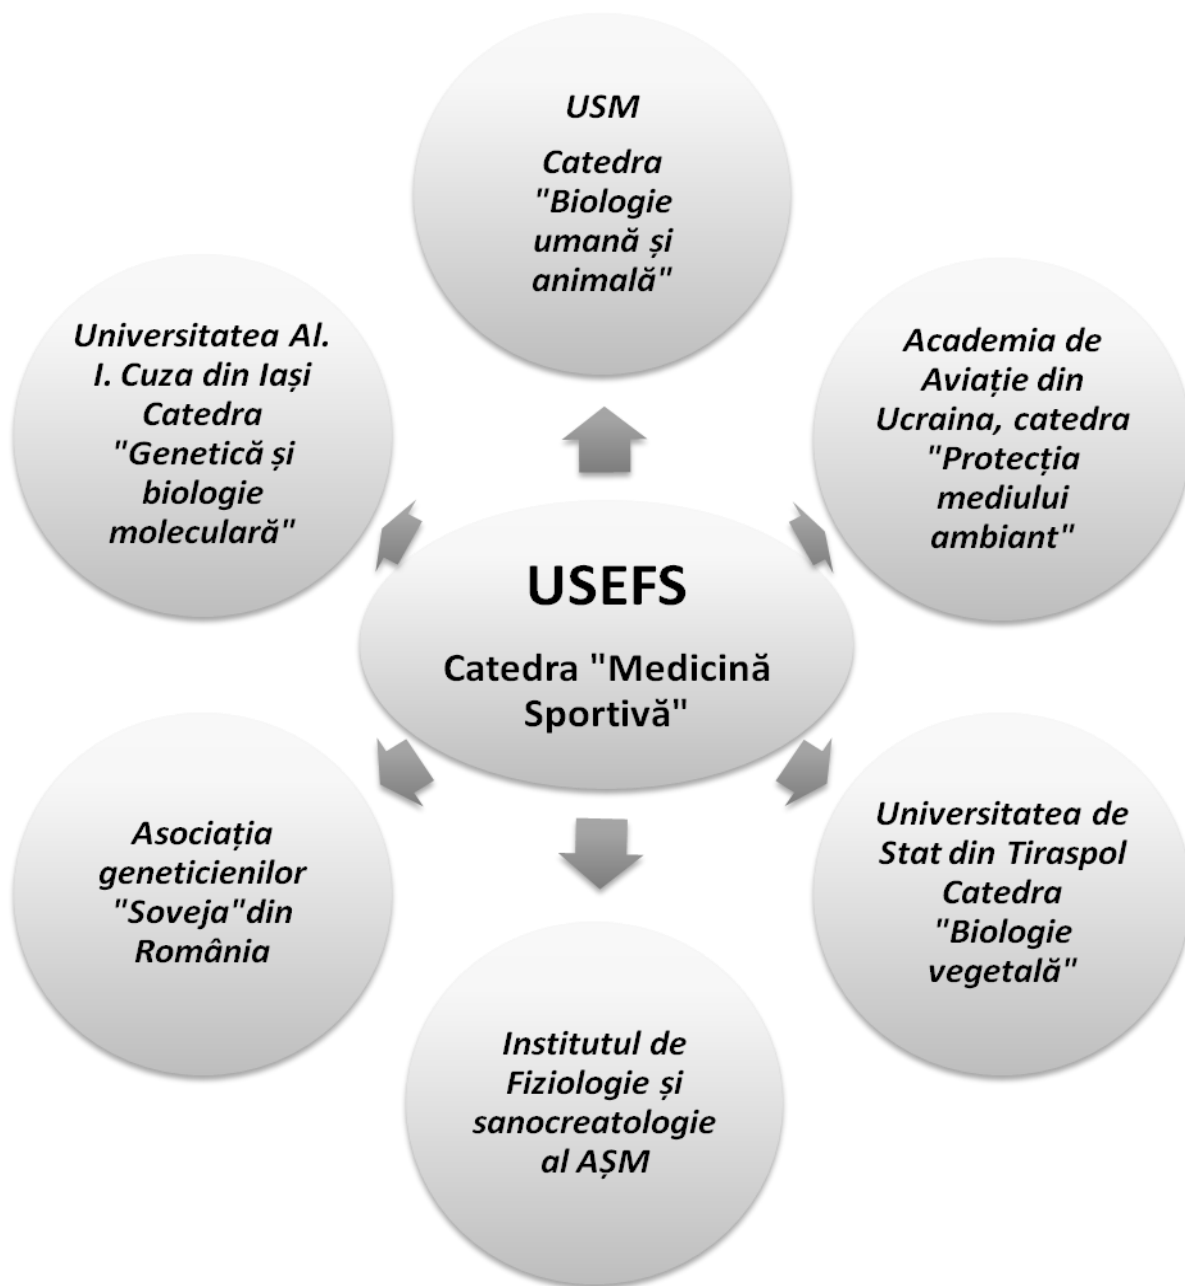 USM
Catedra
"Biologie
umană și
animală"
Universitatea Al.
I. Cuza din Iași
Catedra
"Genetică și
biologie
moleculară"
Academia de
Aviație din
Ucraina, catedra
"Protecția
mediului
ambiant"
USEFS
Catedra "Medicină
Sportivă"
Asociația
geneticienilor
"Soveja"din
România
Universitatea de
Stat din Tiraspol
Catedra
"Biologie
vegetală"
Institutul de
Fiziologie și
sanocreatologie
al AȘM